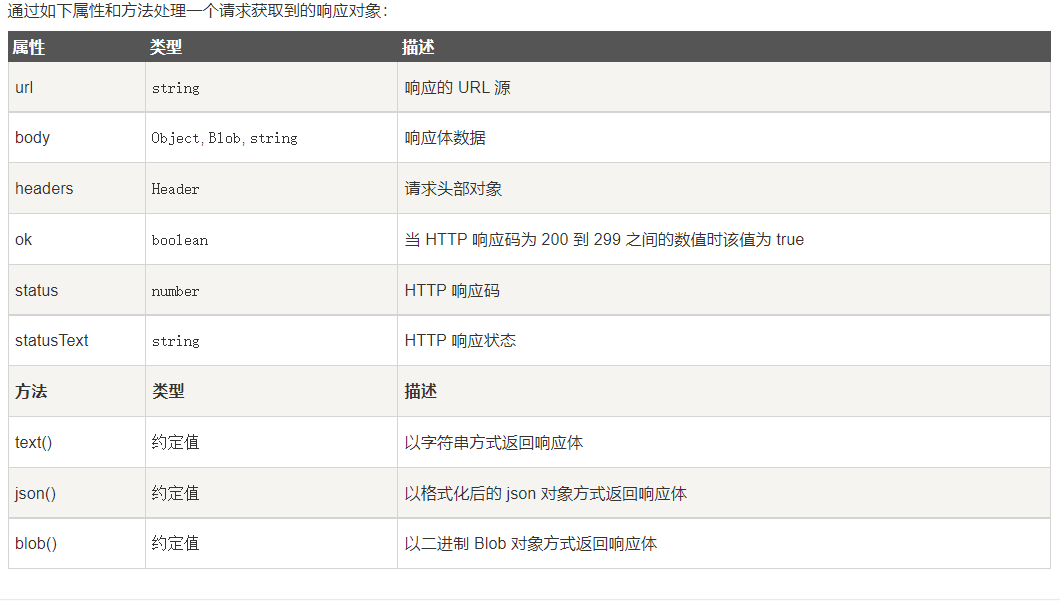 通过如下属性和方法处理一个请求获取到的响应对象：
属性 类型 描述
url string 响应的 URL 源
body Object, Blob, string 响应体数据
headers Header 请求头部对象
ok boolean 当 HTTP 响应码为 200 到 299 之间的数值时该值为 true
status number HTTP 响应码
statusText string HTTP 响应状态
方法 类型 描述
text() 约定值 以字符串方式返回响应体
json() 约定值 以格式化后的 json 对象方式返回响应体
blob() 约定值 以二进制 Blob 对象方式返回响应体